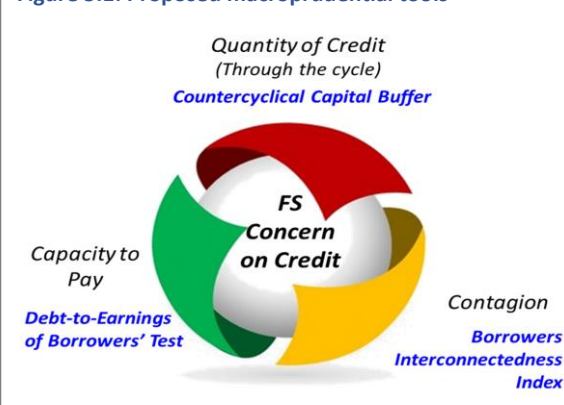 Quantity of Credit
(Through the cycle)
Countercyclical Capital Buffer
FS
Concern
on Credit
Capacity to
Pay
Debt-to-Earnings
of Borrowers' Test
Contagion
Borrowers
Interconnectedness
Index